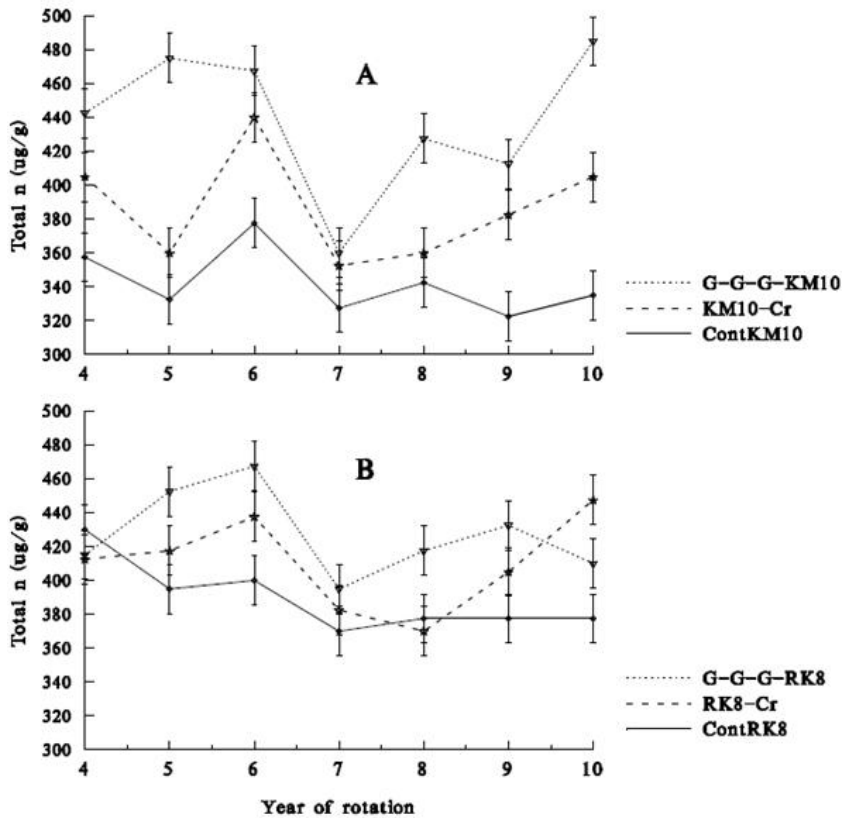 500
480
460
440
420
400
380
360
340
320
300
Total n (ug/g)
A
4 5 6 7 8 9 10
G-G-G-KM10
KM10-Cr
ContKM10
500
480
460
440
420
400
380
360
340
320
300
Total n (ug/g)
B
4 5 6 7 8 9 10
G-G-G-RK8
RK8-Cr
ContRK8
Year of rotation